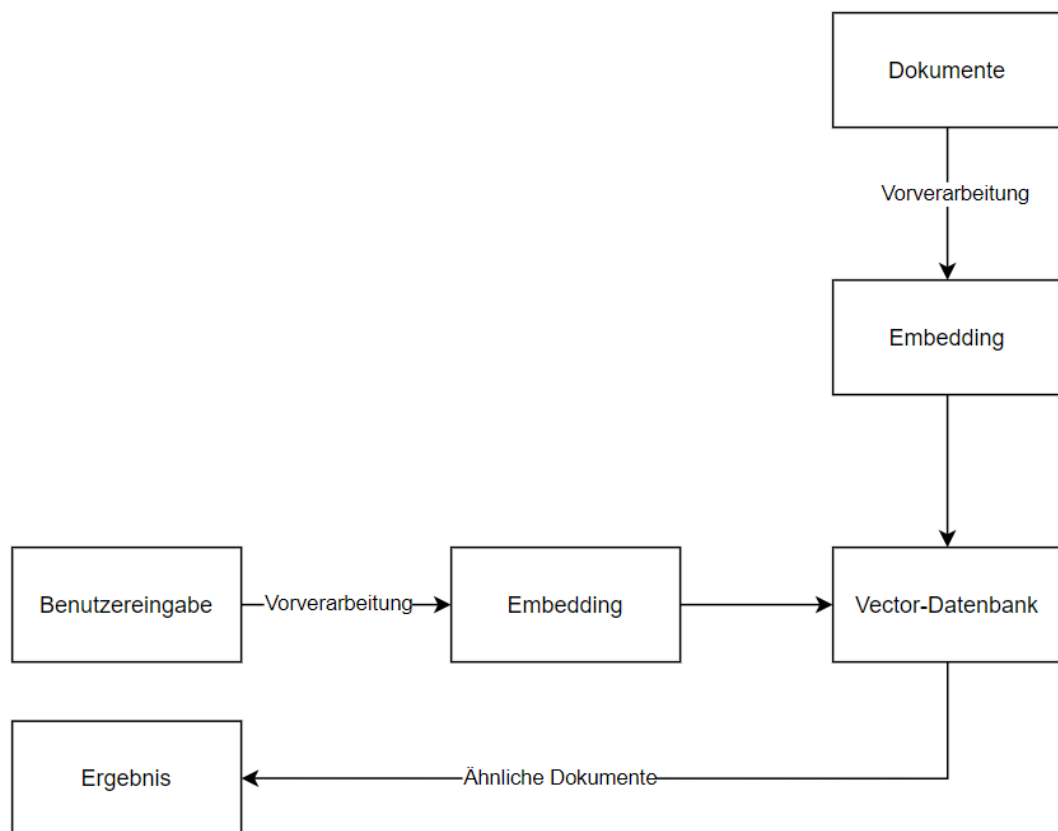 Dokumente
Vorverarbeitung
Embedding
Benutzereingabe
Vorverarbeitung
Embedding
Vector-Datenbank
Ergebnis
Ähnliche Dokumente